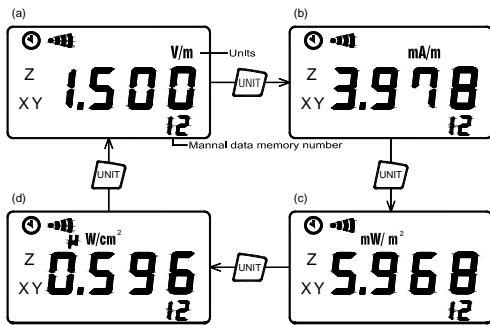 (a)
V/m
Units
Z
XY
1.500
12
Mannal data memory number
UNIT
(b)
mA/m
Z
XY
3.978
12
UNIT
(c)
mW/ m²
Z
XY
5.968
12
UNIT
(d)
µ W/cm²
Z
XY
0.596
12
UNIT